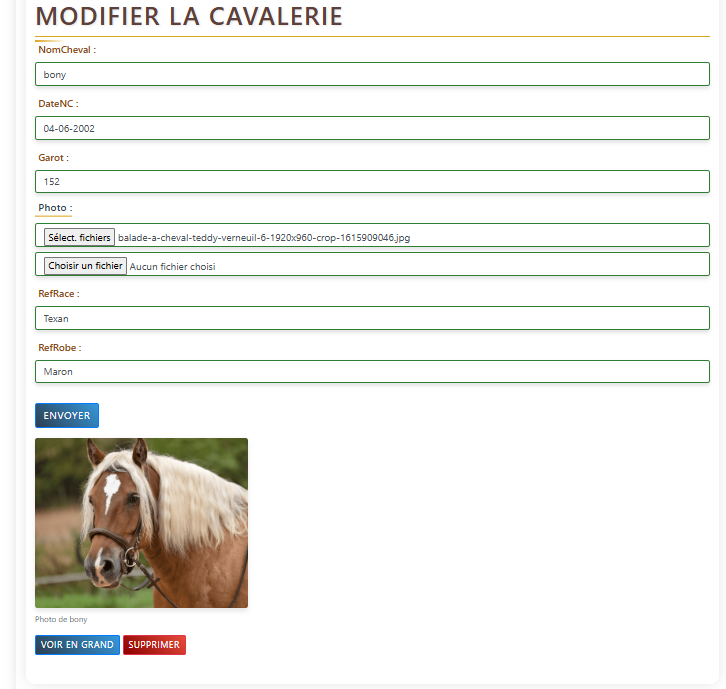 MODIFIER LA CAVALERIE
NomCheval :
bony
DateNC :
04-06-2002
Garot :
152
Photo :
Sélect. fichiers balade-a-cheval-teddy-verneuil-6-1920x960-crop-1615909046.jpg
Choisir un fichier Aucun fichier choisi
RefRace :
Texan
RefRobe :
Maron
ENVOYER
Photo de bony
VOIR EN GRAND SUPPRIMER